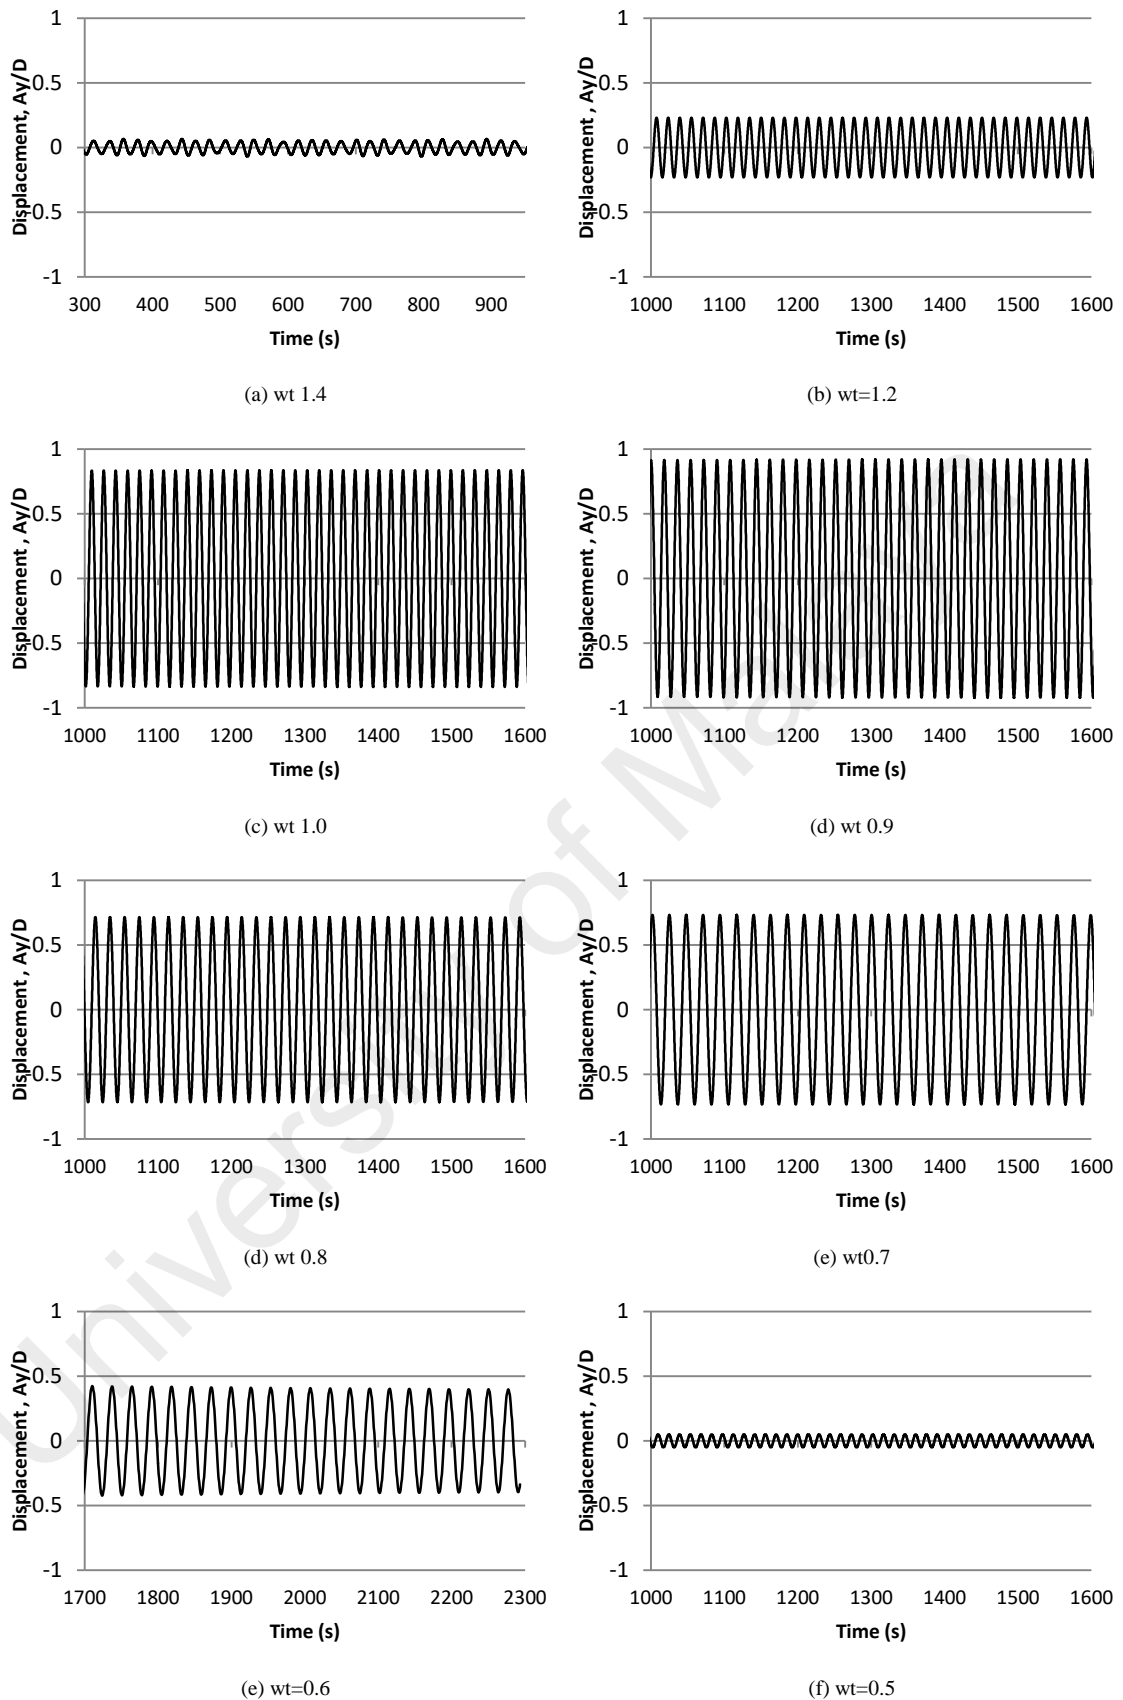 1
0.5
0
-0.5
-1
300 400 500 600 700 800 900
Displacement, Ay/D
Time (s)
(a) wt 1.4
1
0.5
0
-0.5
-1
1000 1100 1200 1300 1400 1500 1600
Displacement , Ay/D
Time (s)
(b) wt=1.2
1
0.5
0
-0.5
-1
1000 1100 1200 1300 1400 1500 1600
Displacement , Ay/D
Time (s)
(c) wt 1.0
1
0.5
0
-0.5
-1
1000 1100 1200 1300 1400 1500 1600
Displacement , Ay/D
Time (s)
(d) wt 0.9
1
0.5
0
-0.5
-1
1000 1100 1200 1300 1400 1500 1600
Displacement , Ay/D
Time (s)
(d) wt 0.8
1
0.5
0
-0.5
-1
1000 1100 1200 1300 1400 1500 1600
Displacement , Ay/D
Time (s)
(e) wt0.7
1
0.5
0
-0.5
-1
1700 1800 1900 2000 2100 2200 2300
Displacement , Ay/D
Time (s)
(e) wt=0.6
1
0.5
0
-0.5
-1
1000 1100 1200 1300 1400 1500 1600
Displacement , Ay/D
Time (s)
(f) wt=0.5
University of Malaya